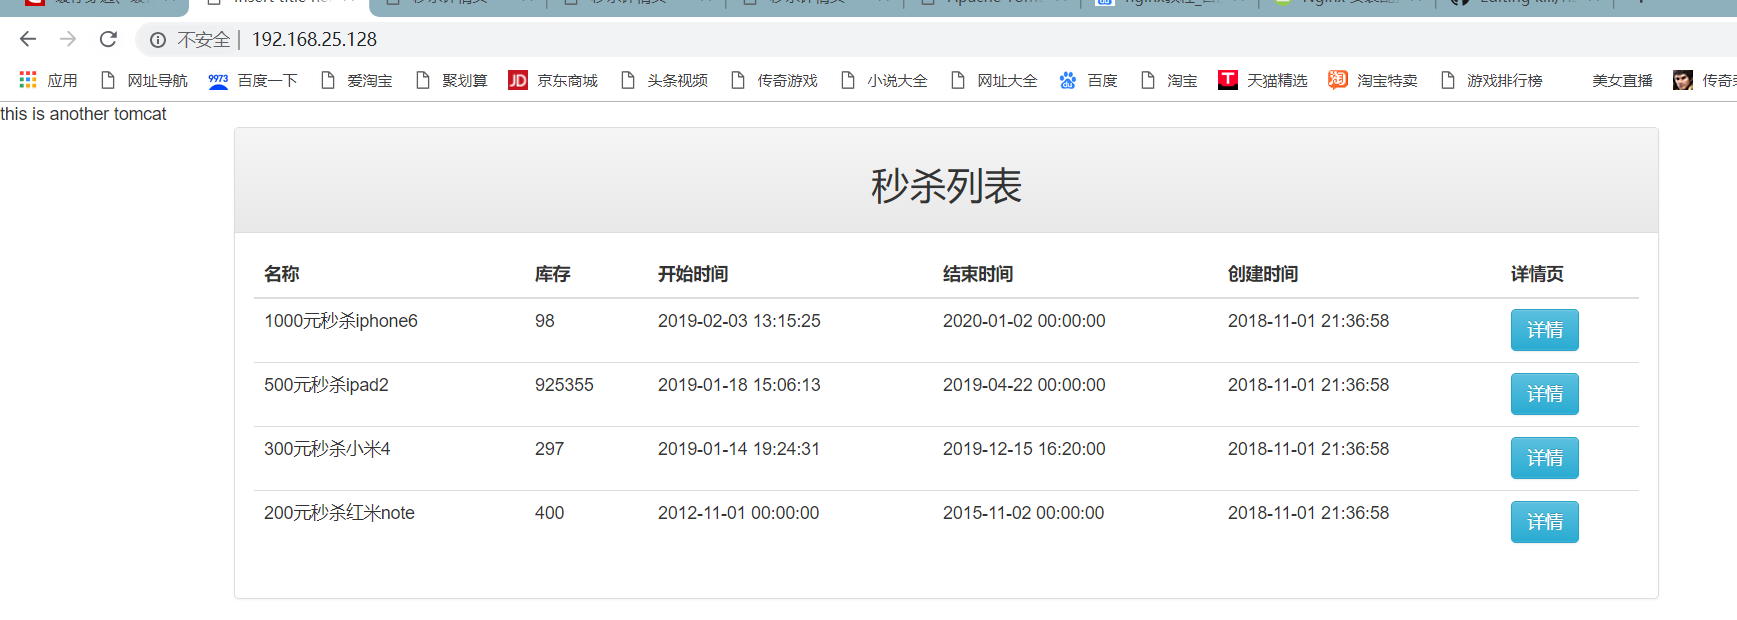 不安全 | 192.168.25.128
应用 网址导航 百度一下 爱淘宝 聚划算 京东商城 头条视频 传奇游戏 小说大全 网址大全 百度 淘宝 天猫精选 淘宝特卖 游戏排行榜 美女直播
this is another tomcat
秒杀列表
名称 库存 开始时间 结束时间 创建时间 详情页
1000元秒杀iphone6 98 2019-02-03 13:15:25 2020-01-02 00:00:00 2018-11-01 21:36:58 详情
500元秒杀ipad2 925355 2019-01-18 15:06:13 2019-04-22 00:00:00 2018-11-01 21:36:58 详情
300元秒杀小米4 297 2019-01-14 19:24:31 2019-12-15 16:20:00 2018-11-01 21:36:58 详情
200元秒杀红米note 400 2012-11-01 00:00:00 2015-11-02 00:00:00 2018-11-01 21:36:58 详情